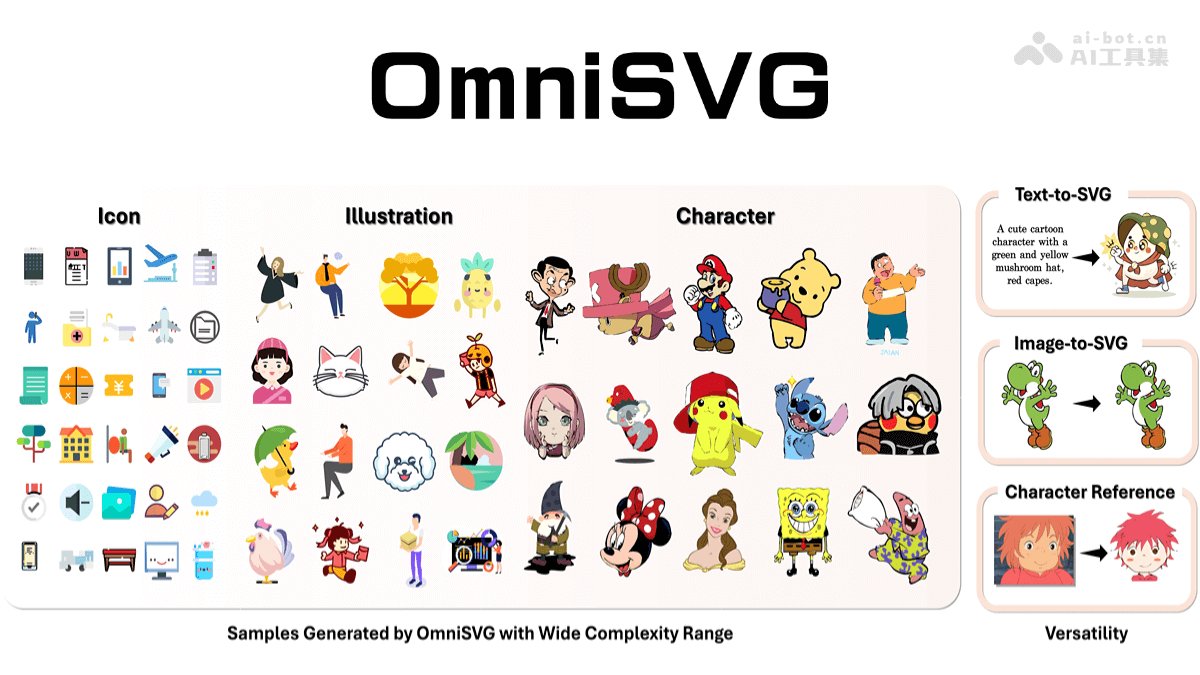 ai-bot.cn
AI工具集
OmniSVG
Icon
Illustration
Character
ZAIAN
Samples Generated by OmniSVG with Wide Complexity Range
Text-to-SVG
A cute cartoon
character with a
green and yellow
mushroom hat,
red capes.
Image-to-SVG
Character Reference
Versatility